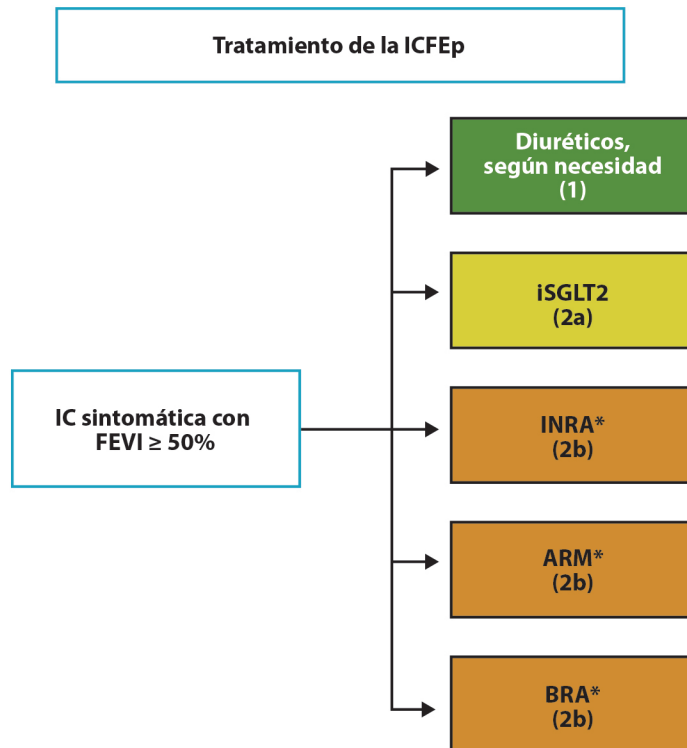 Tratamiento de la ICFEp
Diuréticos,
según necesidad
(1)
iSGLT2
(2a)
IC sintomática con
FEVI ≥ 50%
INRA*
(2b)
ARM*
(2b)
BRA*
(2b)